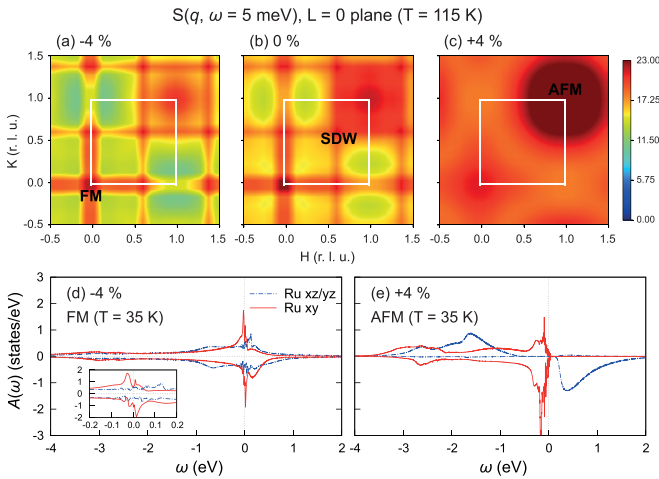 S(q, ω = 5 meV), L = 0 plane (T = 115 K)
(a) -4 % (b) 0 % (c) +4 %
K (r. l. u.)
1.5
1.0
0.5
0.0
-0.5
FM
SDW
AFM
23.00
17.25
11.50
5.75
0.00
-0.5 0.0 0.5 1.0 1.5 -0.5 0.0 0.5 1.0 1.5 -0.5 0.0 0.5 1.0 1.5
H (r. l. u.)
A(ω) (states/eV)
3
2
1
0
-1
-2
-3
(d) -4 %
FM (T = 35 K)
Ru xz/yz
Ru xy
2
1
0
-1
-2
-0.2 -0.1 0.0 0.1 0.2
-4 -2 0 2 4
ω (eV)
(e) +4 %
AFM (T = 35 K)
-4 -3 -2 -1 0 1 2
ω (eV)